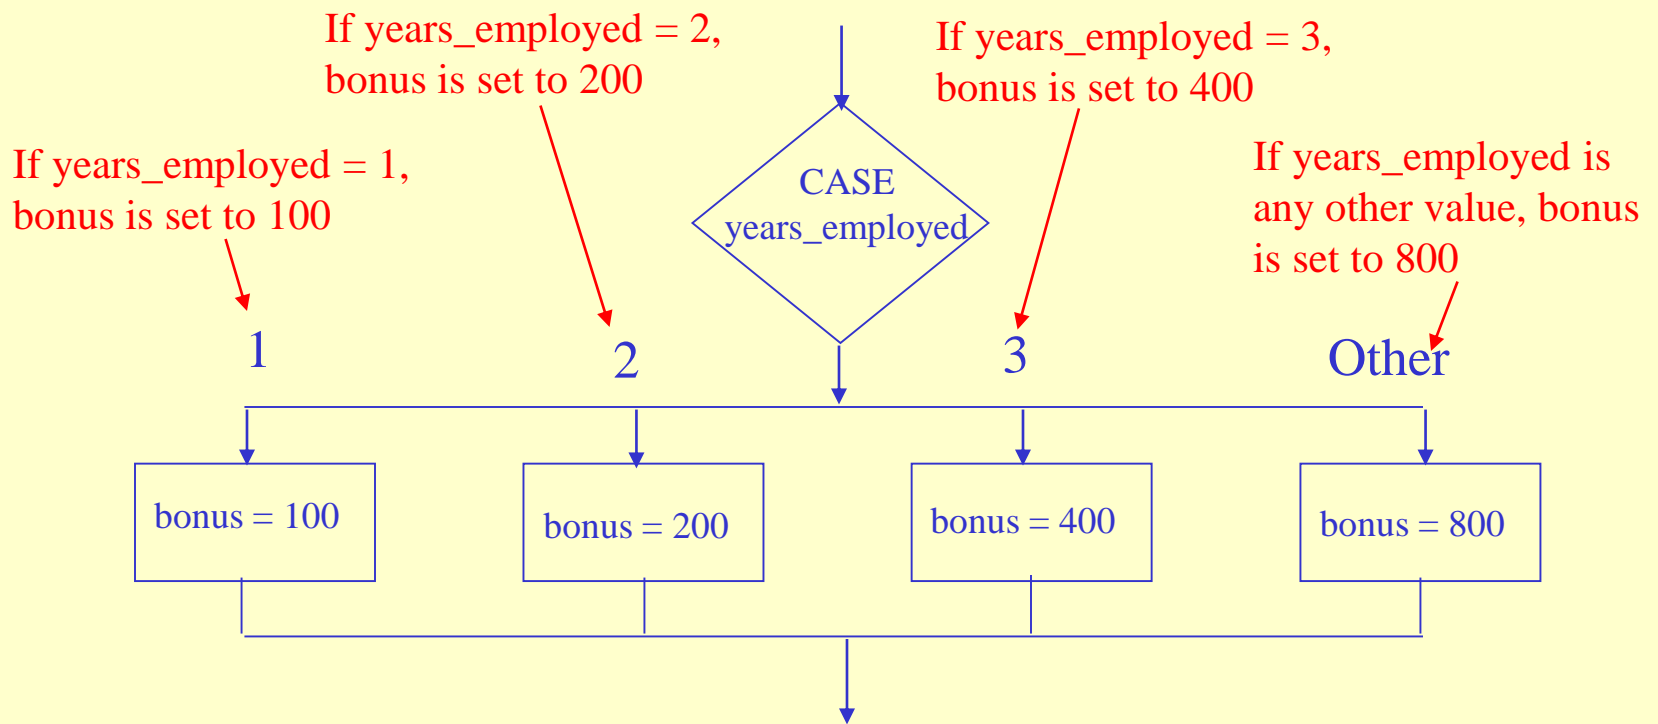 If years_employed = 2,
bonus is set to 200
If years_employed = 3,
bonus is set to 400
If years_employed = 1,
bonus is set to 100
If years_employed is
any other value, bonus
is set to 800
CASE
years_employed
1
2
3
Other
bonus = 100
bonus = 200
bonus = 400
bonus = 800